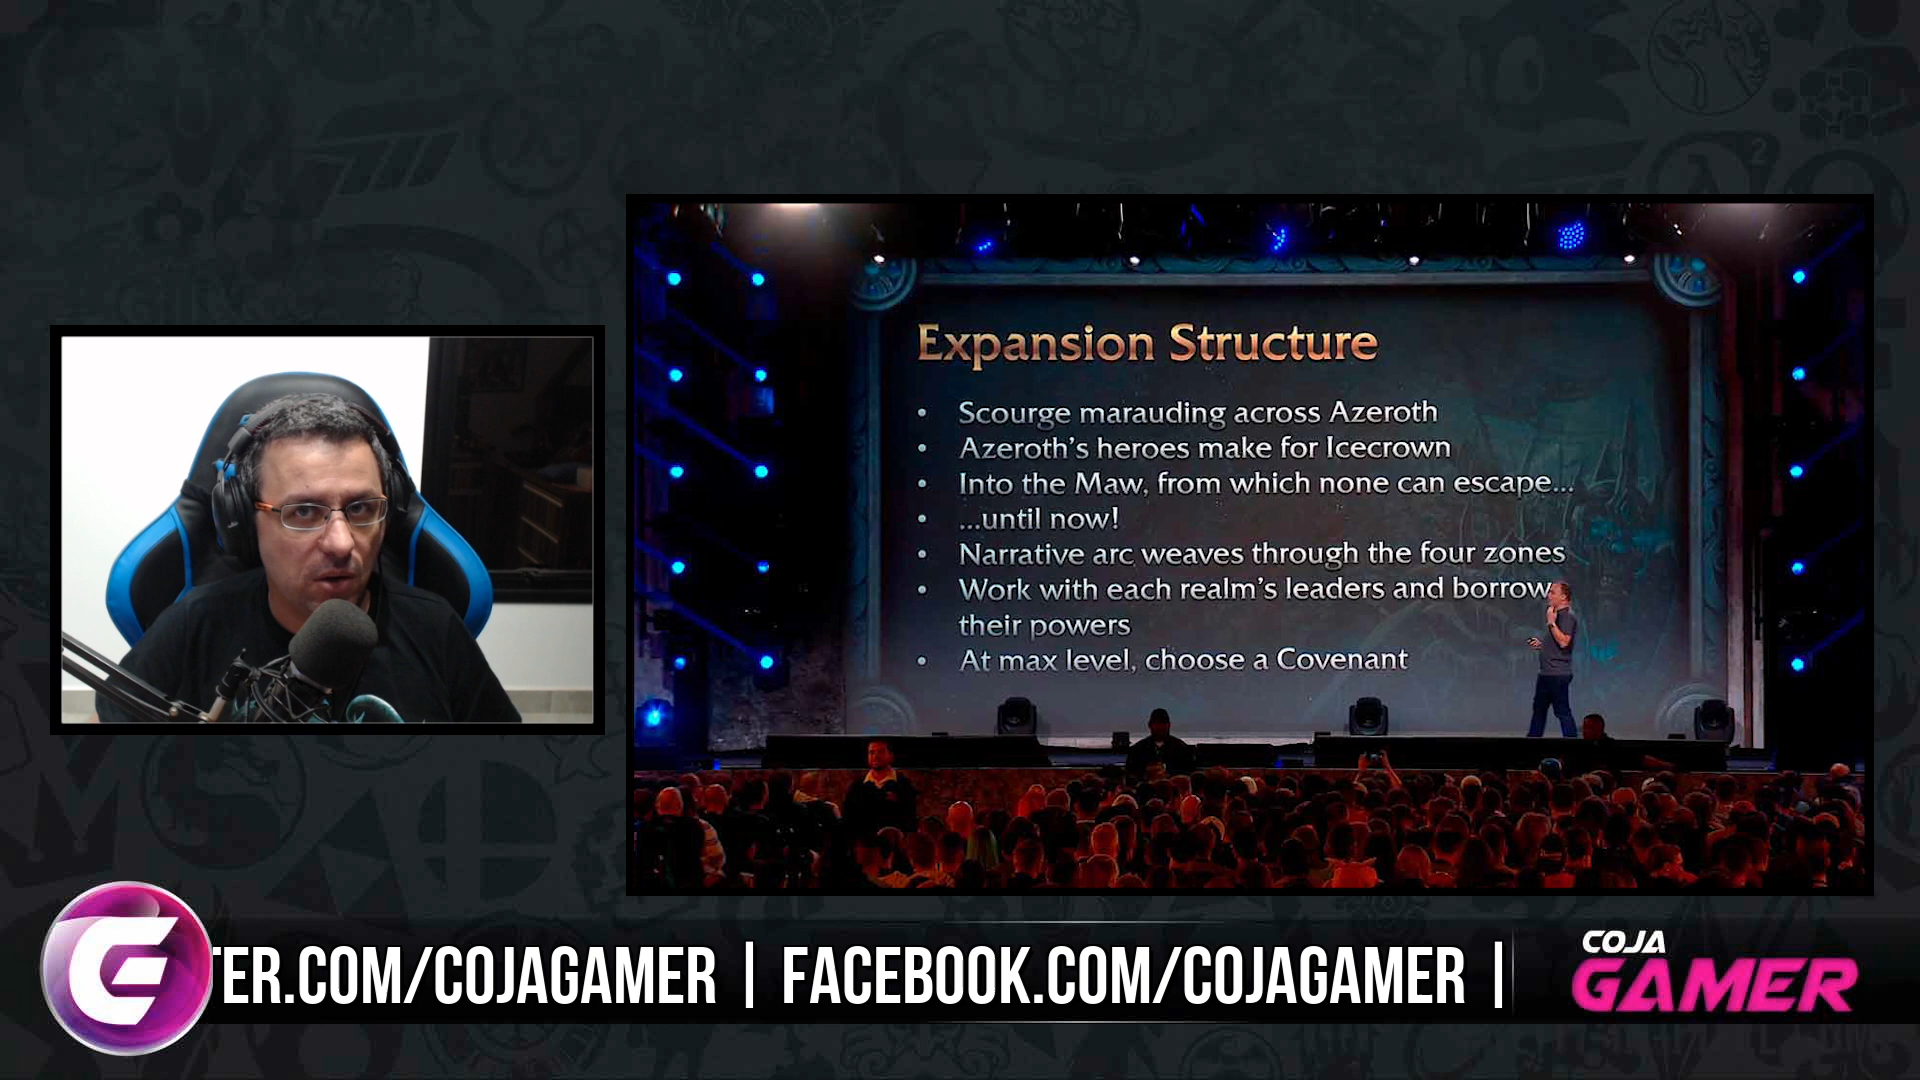 Expansion Structure
• Scourge marauding across Azeroth
• Azeroth's heroes make for Icecrown
• Into the Maw, from which none can escape...
• ...until now!
• Narrative arc weaves through the four zones
• Work with each realm's leaders and borrow
their powers
• At max level, choose a Covenant
TER.COM/COJAGAMER | FACEBOOK.COM/COJAGAMER |
COJA
GAMER